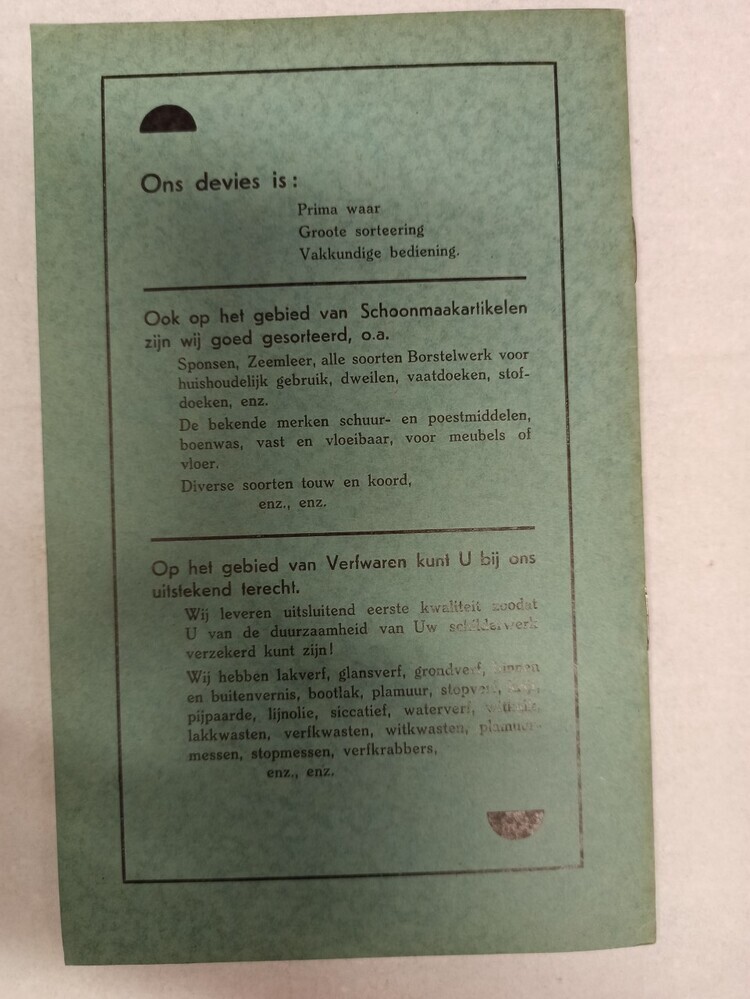 Ons devies is :
Prima waar
Groote sorteering
Vakkundige bediening.
Ook op het gebied van Schoonmaakartikelen
zijn wij goed gesorteerd, o.a.
Sponsen, Zeemleer, alle soorten Borstelwerk voor
huishoudelijk gebruik, dweilen, vaatdoeken, stof-
doeken, enz.
De bekende merken schuur- en poestmiddelen,
boenwas, vast en vloeibaar, voor meubels of
vloer.
Diverse soorten touw en koord,
enz., enz.
Op het gebied van Verfwaren kunt U bij ons
uitstekend terecht.
Wij leveren uitsluitend eerste kwaliteit zoodat
U van de duurzaamheid van Uw schilderwerk
verzekerd kunt zijn!
Wij hebben lakverf, glansverf, grondverf, binnen
en buitenvernis, bootlak, plamuur, stopverf,
pijpaarde, lijnolie, siccatief, waterverf,
lakkwasten, verfkwasten, witkwasten, plamuur-
messen, stopmessen, verfkrabbers,
enz., enz.